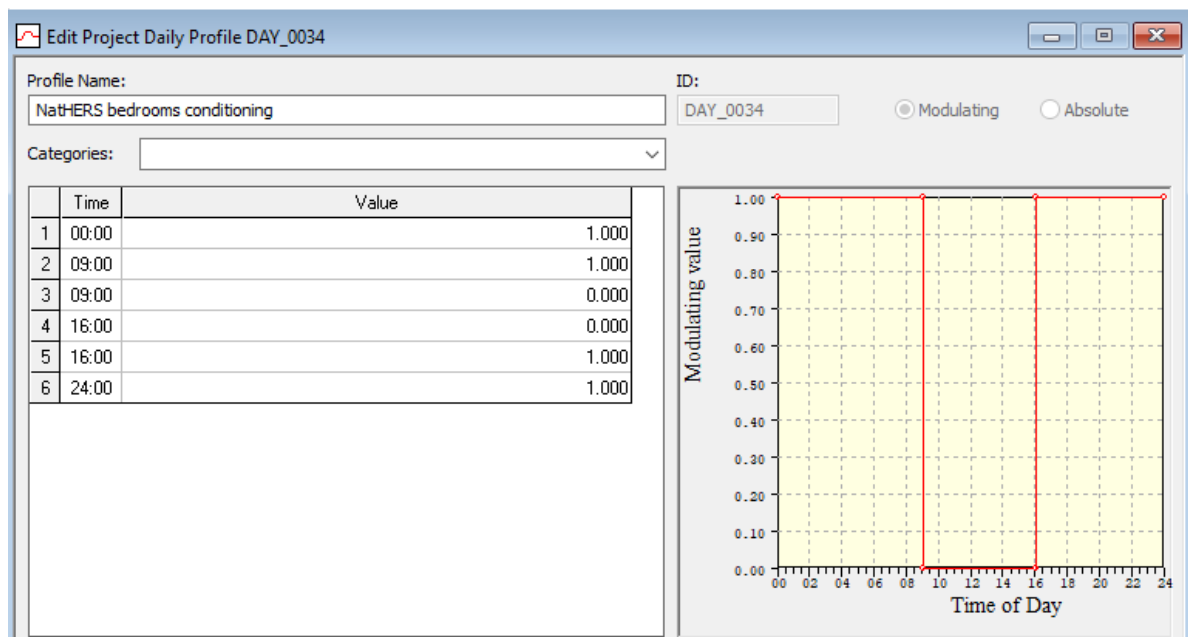 Edit Project Daily Profile DAY_0034
Profile Name:
ID:
NatHERS bedrooms conditioning
DAY_0034
Modulating
Absolute
Categories:
Time Value
1 00:00 1.000
2 09:00 1.000
3 09:00 0.000
4 16:00 0.000
5 16:00 1.000
6 24:00 1.000
Modulating value
1.00
0.90
0.80
0.70
0.60
0.50
0.40
0.30
0.20
0.10
0.00
00 02 04 06 08 10 12 14 16 18 20 22 24
Time of Day